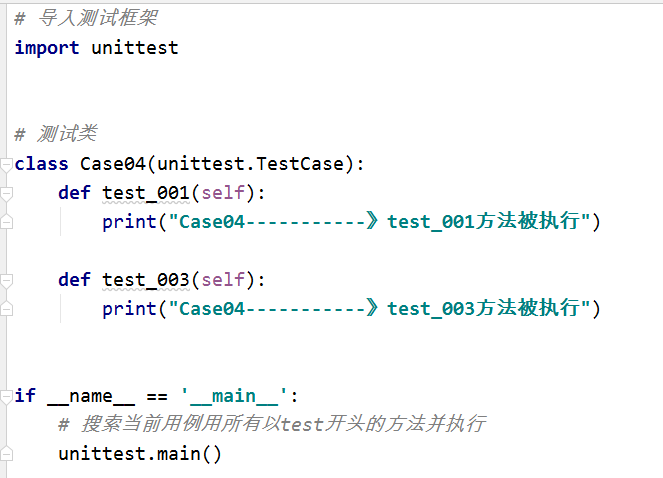 # 导入测试框架
import unittest
# 测试类
class Case04(unittest.TestCase):
def test_001(self):
print("Case04-----------》test_001方法被执行")
def test_003(self):
print("Case04-----------》test_003方法被执行")
if __name__ == '__main__':
# 搜索当前用例用所有以test开头的方法并执行
unittest.main()